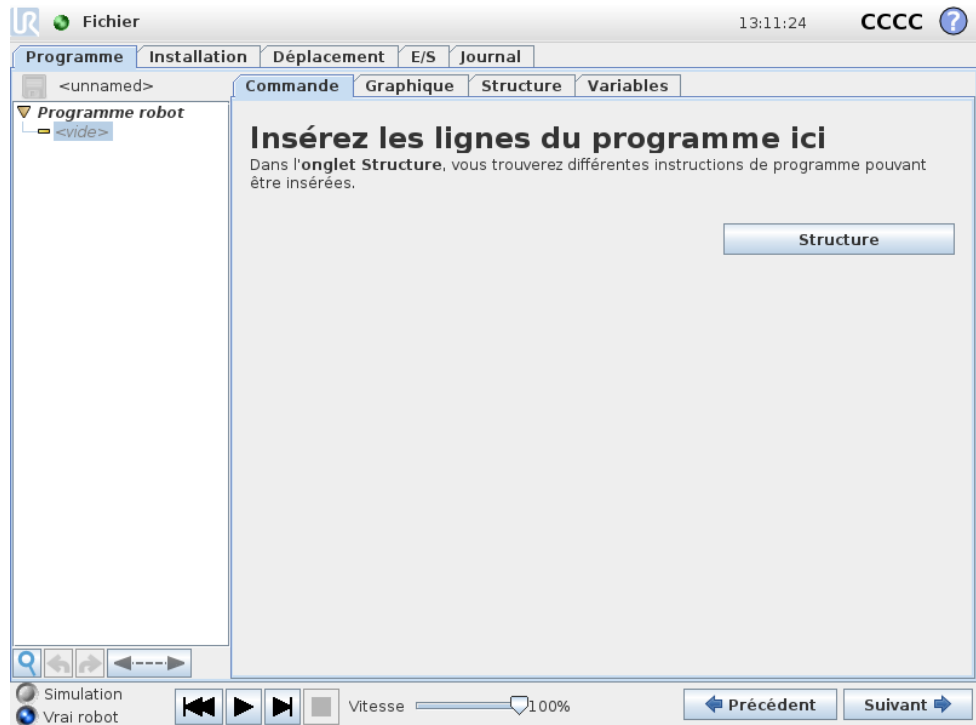 UR Fichier 13:11:24 CCCC ?
Programme Installation Déplacement E/S Journal
<unnamed> Commande Graphique Structure Variables
Programme robot
<vide>
Insérez les lignes du programme ici
Dans l'onglet Structure, vous trouverez différentes instructions de programme pouvant
être insérées.
Structure
Simulation
Vrai robot
Vitesse 100%
Précédent Suivant